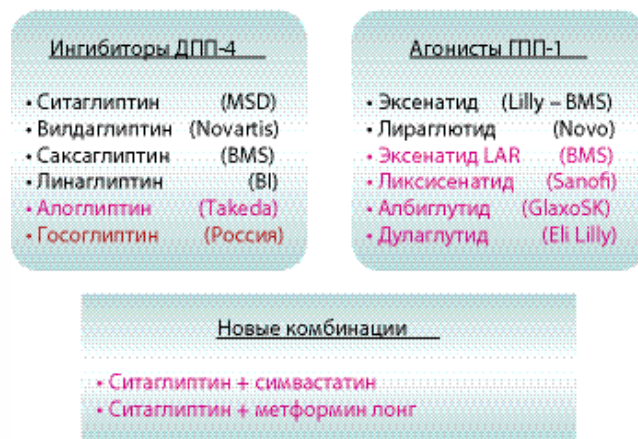 Ингибиторы ДПП-4
• Ситаглиптин (MSD)
• Вилдаглиптин (Novartis)
• Саксаглиптин (BMS)
• Линаглиптин (BI)
• Алоглиптин (Takeda)
• Госоглиптин (Россия)
Агонисты ГПП-1
• Эксенатид (Lilly – BMS)
• Лираглютид (Novo)
• Эксенатид LAR (BMS)
• Ликсисенатид (Sanofi)
• Албиглутид (GlaxoSK)
• Дулаглутид (Eli Lilly)
Новые комбинации
• Ситаглиптин + симвастатин
• Ситаглиптин + метформин лонг